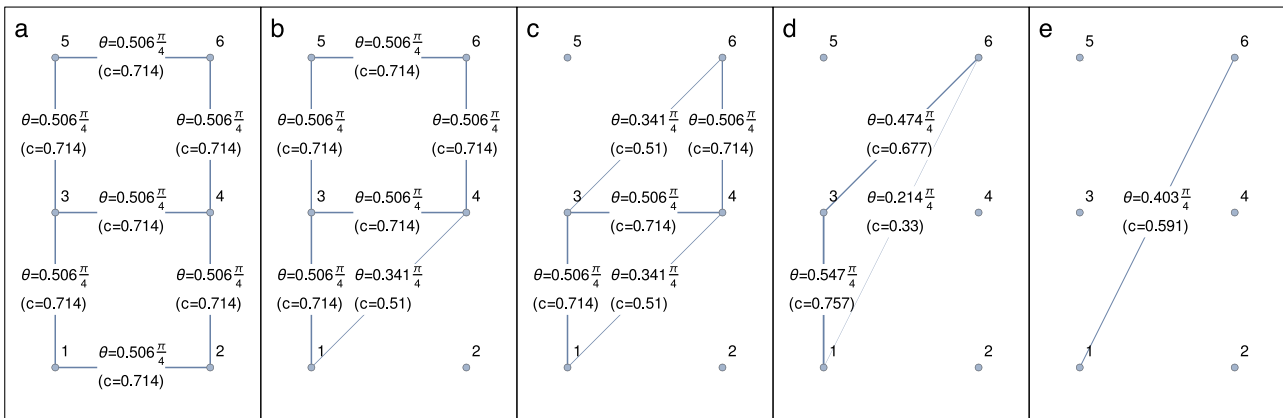 a
5
6
θ=0.506 π/4
(c=0.714)
θ=0.506 π/4
(c=0.714)
θ=0.506 π/4
(c=0.714)
3
4
θ=0.506 π/4
(c=0.714)
θ=0.506 π/4
(c=0.714)
θ=0.506 π/4
(c=0.714)
1
2
θ=0.506 π/4
(c=0.714)
b
5
6
θ=0.506 π/4
(c=0.714)
θ=0.506 π/4
(c=0.714)
3
4
θ=0.506 π/4
(c=0.714)
θ=0.506 π/4
(c=0.714)
θ=0.341 π/4
(c=0.51)
1
2
c
5
6
θ=0.341 π/4
(c=0.51)
θ=0.506 π/4
(c=0.714)
3
4
θ=0.506 π/4
(c=0.714)
θ=0.506 π/4
(c=0.714)
θ=0.341 π/4
(c=0.51)
1
2
d
5
6
θ=0.474 π/4
(c=0.677)
3
4
θ=0.214 π/4
(c=0.33)
θ=0.547 π/4
(c=0.757)
1
2
e
5
6
3
4
θ=0.403 π/4
(c=0.591)
1
2